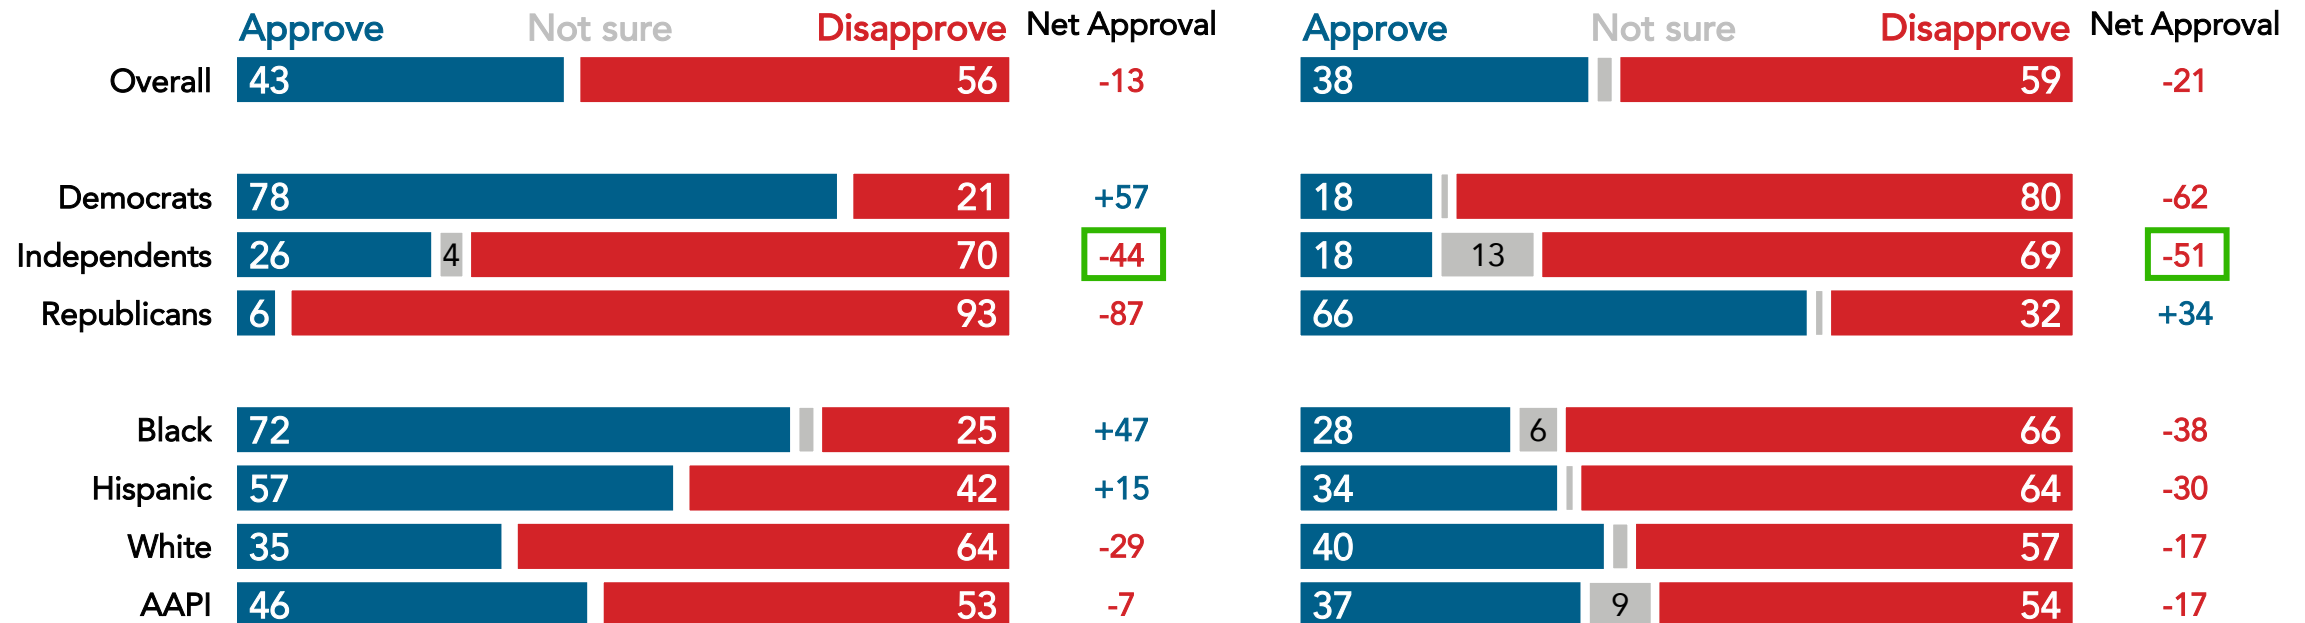 Approve Not sure Disapprove Net Approval Approve Not sure Disapprove Net Approval
Overall 43 56 -13 38 59 -21
Democrats 78 21 +57 18 80 -62
Independents 26 4 70 -44 18 13 69 -51
Republicans 6 93 -87 66 32 +34
Black 72 25 +47 28 6 66 -38
Hispanic 57 42 +15 34 64 -30
White 35 64 -29 40 57 -17
AAPI 46 53 -7 37 9 54 -17